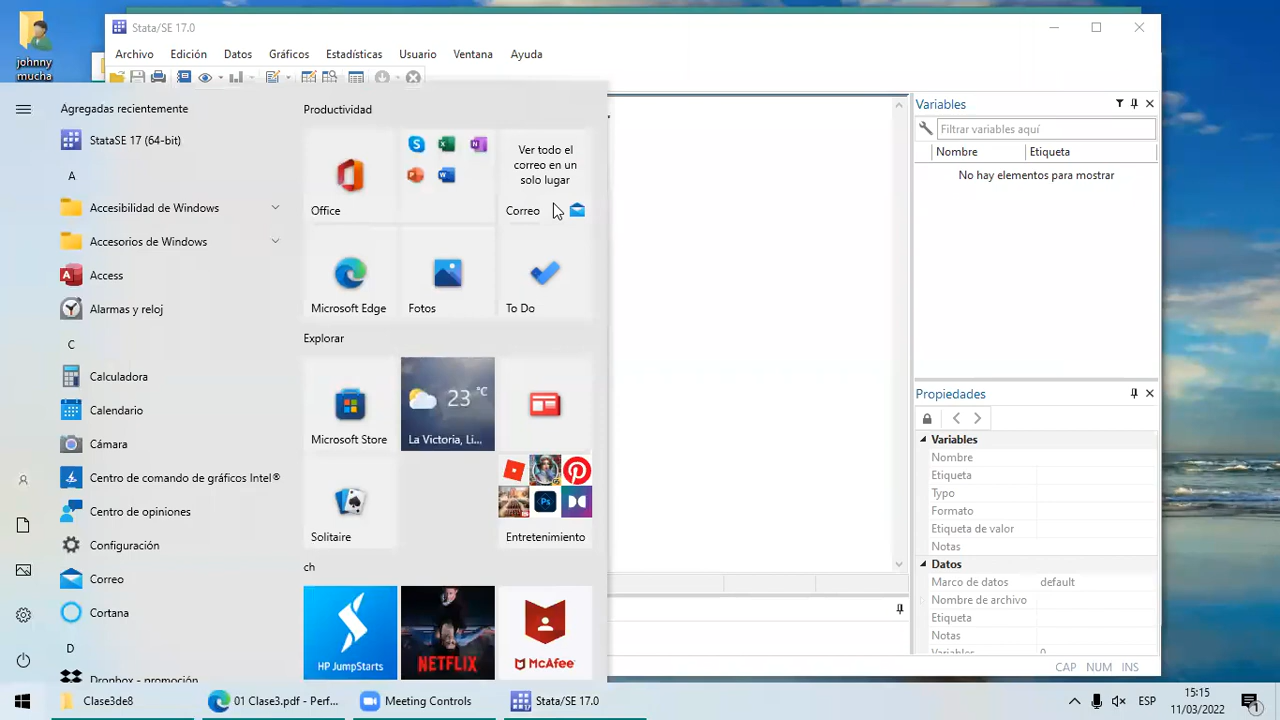 johnny
mucha
Stata/SE 17.0
Archivo Edición Datos Gráficos Estadísticas Usuario Ventana Ayuda
Agregadas recientemente
StataSE 17 (64-bit)
A
Accesibilidad de Windows
Accesorios de Windows
Access
Alarmas y reloj
C
Calculadora
Calendario
Cámara
Centro de comando de gráficos Intel®
Centro de opiniones
Configuración
Correo
Cortana
D
Dropbox - promoción
Productividad
Office
Ver todo el
correo en un
solo lugar
Correo
Microsoft Edge
Fotos
To Do
Explorar
Microsoft Store
23 °C
La Victoria, Li...
Solitaire
Entretenimiento
ch
HP JumpStarts
NETFLIX
McAfee
Variables
Filtrar variables aquí
Nombre Etiqueta
No hay elementos para mostrar
Propiedades
Variables
Nombre
Etiqueta
Typo
Formato
Etiqueta de valor
Notas
Datos
Marco de datos default
Nombre de archivo
Etiqueta
Notas
Variables 0
CAP NUM INS
Clase3de8
01 Clase3.pdf - Perf...
Meeting Controls
Stata/SE 17.0
ESP
15:15
11/03/2022
1